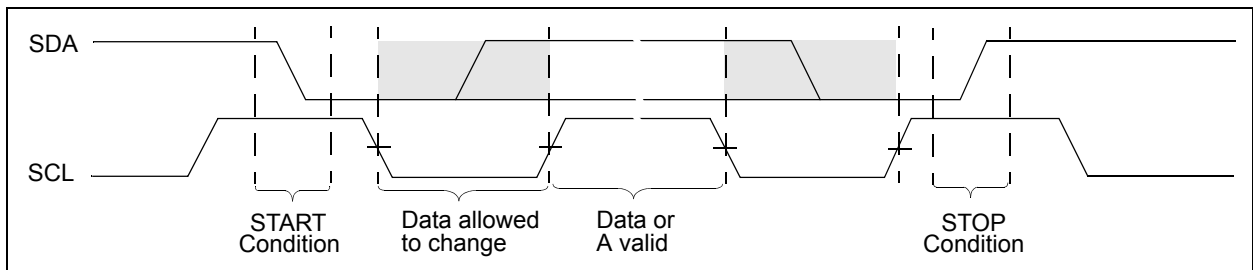 SDA
SCL
START
Condition
Data allowed
to change
Data or
A valid
STOP
Condition